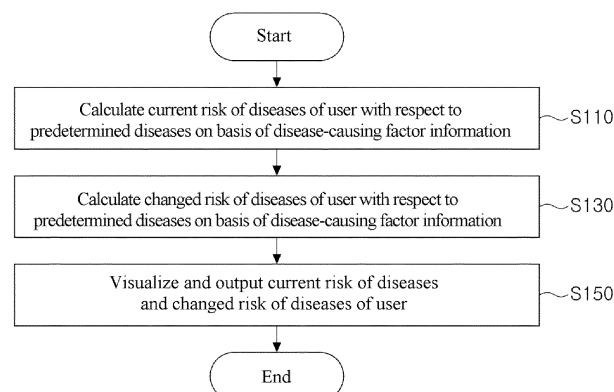 Start
Calculate current risk of diseases of user with respect to
predetermined diseases on basis of disease-causing factor information
S110
Calculate changed risk of diseases of user with respect to
predetermined diseases on basis of disease-causing factor information
S130
Visualize and output current risk of diseases
and changed risk of diseases of user
S150
End